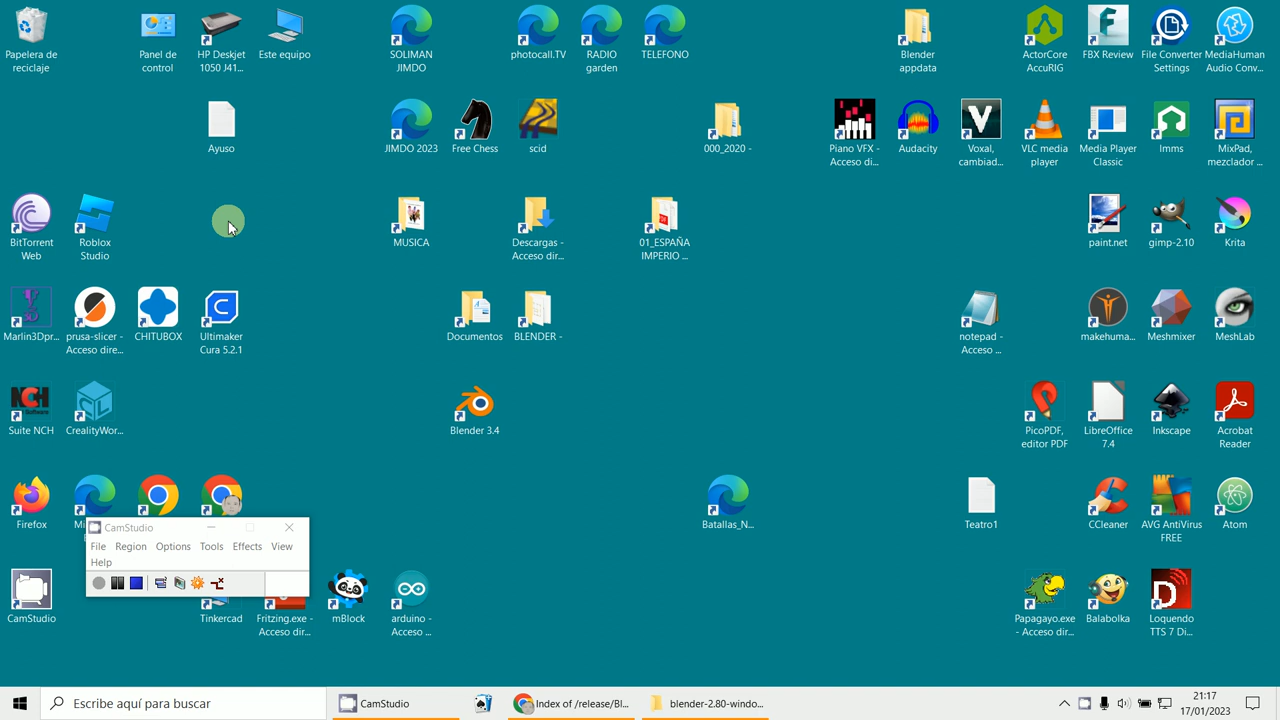 Papelera de
reciclaje
Panel de
control
HP Deskjet
1050 J41...
Este equipo
SOLIMAN
JIMDO
photocall.TV
RADIO
garden
TELEFONO
Blender
appdata
ActorCore
AccuRIG
FBX Review
File Converter
Settings
MediaHuman
Audio Conv...
Ayuso
JIMDO 2023
Free Chess
scid
000_2020 -
Piano VFX -
Acceso di...
Audacity
Voxal,
cambiad...
VLC media
player
Media Player
Classic
lmms
MixPad,
mezclador ...
BitTorrent
Web
Roblox
Studio
MUSICA
Descargas -
Acceso dir...
01_ESPAÑA
IMPERIO ...
paint.net
gimp-2.10
Krita
Marlin3Dpr...
prusa-slicer -
Acceso dire...
CHITUBOX
Ultimaker
Cura 5.2.1
Documentos
BLENDER -
notepad -
Acceso ...
makehuma...
Meshmixer
MeshLab
NCH
Suite NCH
CrealityWor...
Blender 3.4
PicoPDF,
editor PDF
LibreOffice
7.4
Inkscape
Acrobat
Reader
Firefox
Mi
Batallas_N...
Teatro1
CCleaner
AVG AntiVirus
FREE
Atom
CamStudio
File Region Options Tools Effects View
Help
CamStudio
Tinkercad
Fritzing.exe -
Acceso dir...
mBlock
arduino -
Acceso ...
Papagayo.exe
- Acceso dir...
Balabolka
Loquendo
TTS 7 Di...
Escribe aquí para buscar
CamStudio
Index of /release/Bl...
blender-2.80-windo...
21:17
17/01/2023